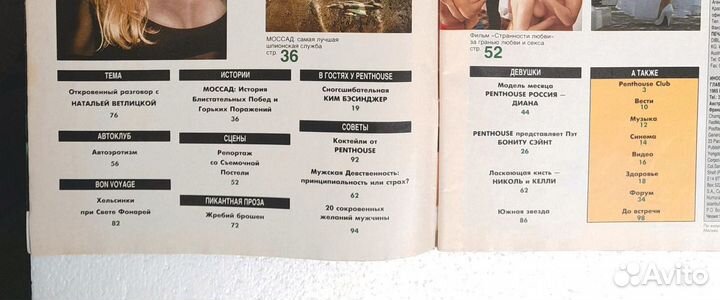 МОССАД: самая лучшая
шпионская служба
стр. 36
Фильм «Странности любви»
за гранью любви и секса
стр. 52
ТЕМА
Откровенный разговор с
НАТАЛЬЕЙ ВЕТЛИЦКОЙ
76
АВТОКЛУБ
Автоэротизм
56
BON VOYAGE
Хельсинки
при Свете Фонарей
82
ИСТОРИИ
МОССАД: История
Блистательных Побед и
Горьких Поражений
36
СЦЕНЫ
Репортаж
со Съемочной
Постели
52
ПИКАНТНАЯ ПРОЗА
Жребий брошен
72
В ГОСТЯХ У PENTHOUSE
Сногсшибательная
КИМ БЭСИНДЖЕР
19
СОВЕТЫ
Коктейли от
PENTHOUSE
92
Мужская Девственность:
принципиальность или страх?
62
20 сокровенных
желаний мужчины
94
ДЕВУШКИ
Модель месяца
PENTHOUSE РОССИЯ —
ДИАНА
44
PENTHOUSE представляет Пэт
БОНИТУ СЭЙНТ
26
Ласкающая кисть —
НИКОЛЬ и КЕЛЛИ
62
Южная звезда
86
А ТАКЖЕ
Penthouse Club
3
Вести
10
Музыка
12
Синема
14
Видео
16
Здоровье
18
Форум
34
До встречи
98
Avito